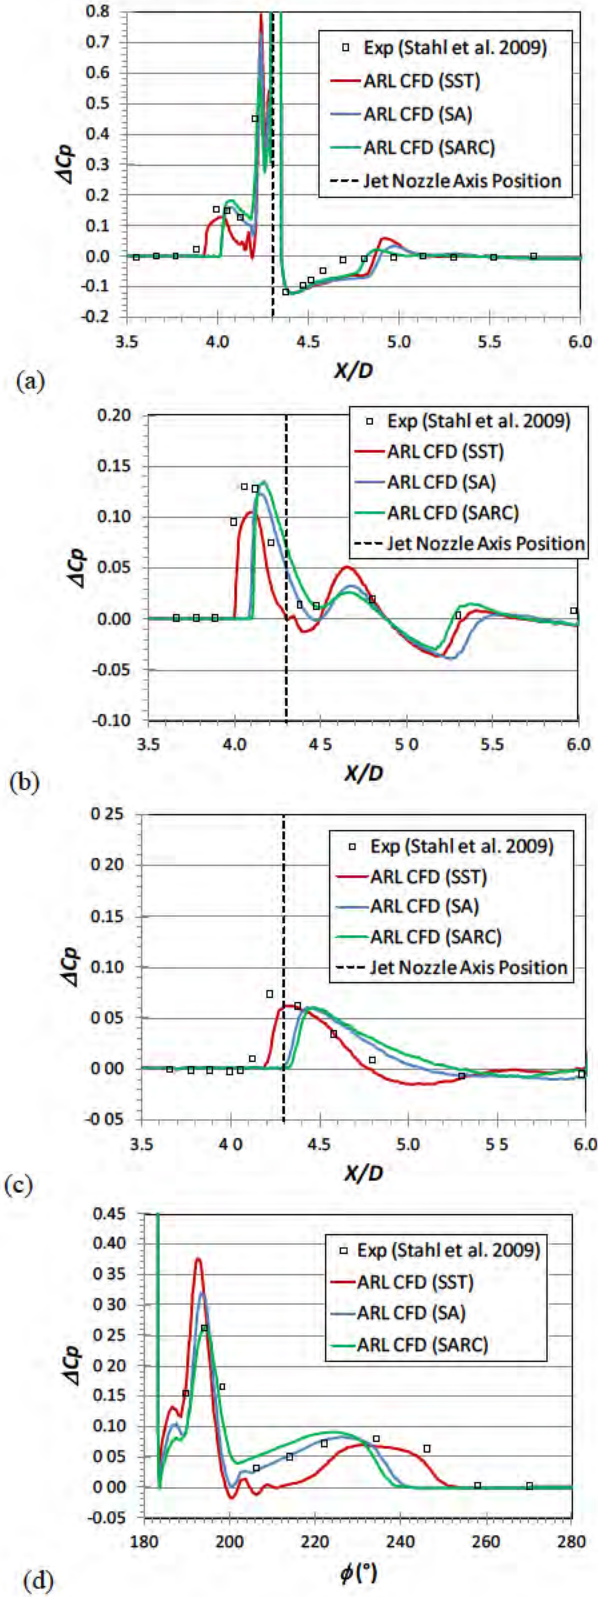 0.8
0.7
0.6
0.5
0.4
0.3
0.2
0.1
0.0
-0.1
-0.2
ΔCp
Exp (Stahl et al. 2009)
ARL CFD (SST)
ARL CFD (SA)
ARL CFD (SARC)
Jet Nozzle Axis Position
3.5 4.0 4.5 5.0 5.5 6.0
X/D
(a)
0.20
0.15
0.10
0.05
0.00
-0.05
-0.10
ΔCp
Exp (Stahl et al. 2009)
ARL CFD (SST)
ARL CFD (SA)
ARL CFD (SARC)
Jet Nozzle Axis Position
3.5 4.0 4 5 5 0 5.5 6.0
X/D
(b)
0 25
0 20
0.15
0.10
0 05
0 00
-0 05
ΔCp
Exp (Stahl et al. 2009)
ARL CFD (SST)
ARL CFD (SA)
ARL CFD (SARC)
Jet Nozzle Axis Position
3.5 4 0 4.5 5.0 5 5 6.0
X/D
(c)
0.45
0.40
0.35
0.30
0.25
0.20
0.15
0.10
0.05
0.00
-0.05
ΔCp
Exp (Stahl et al. 2009)
ARL CFD (SST)
ARL CFD (SA)
ARL CFD (SARC)
180 200 220 240 260 280
ϕ (°)
(d)